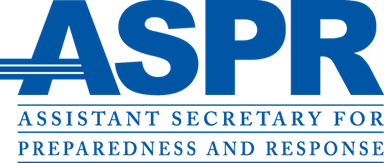 ASPR
ASSISTANT SECRETARY FOR
PREPAREDNESS AND RESPONSE